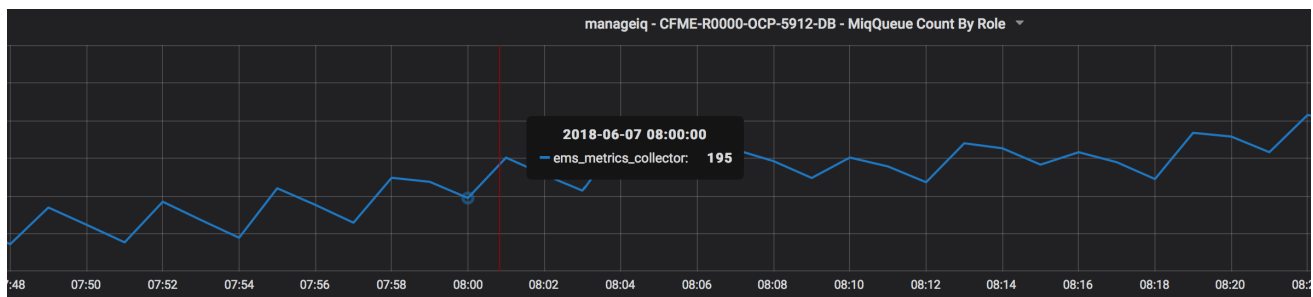 manageiq - CFME-R0000-OCP-5912-DB - MiqQueue Count By Role
2018-06-07 08:00:00
ems_metrics_collector: 195
:48 07:50 07:52 07:54 07:56 07:58 08:00 08:02 08:04 08:06 08:08 08:10 08:12 08:14 08:16 08:18 08:20 08:2